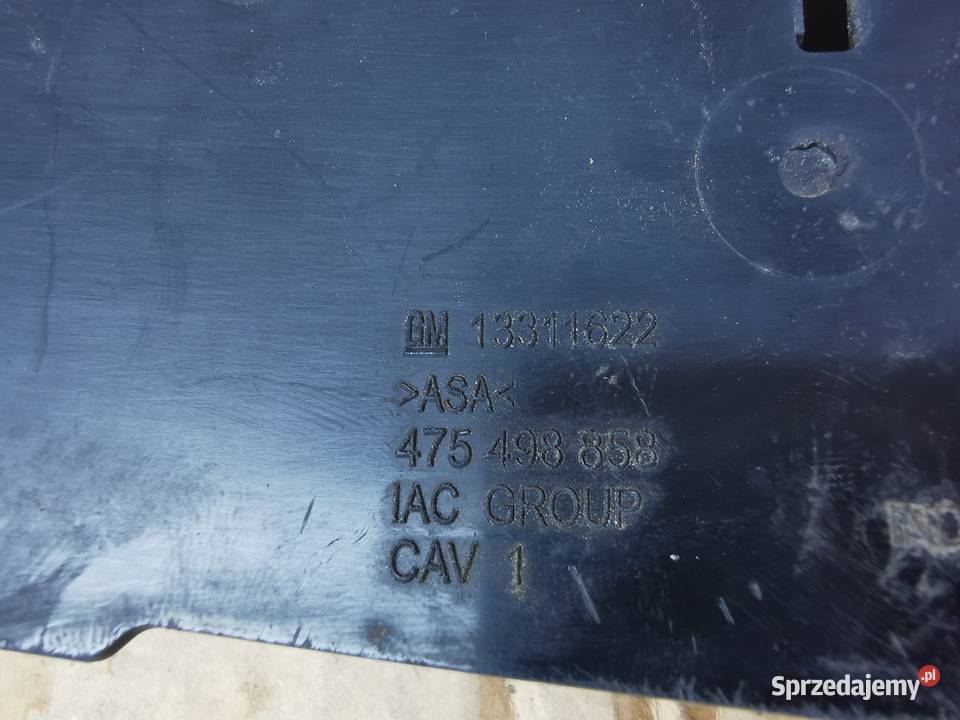 GM 13311622
>ASA<
475 498 858
IAC GROUP
CAV 1
Sprzedajemy.pl